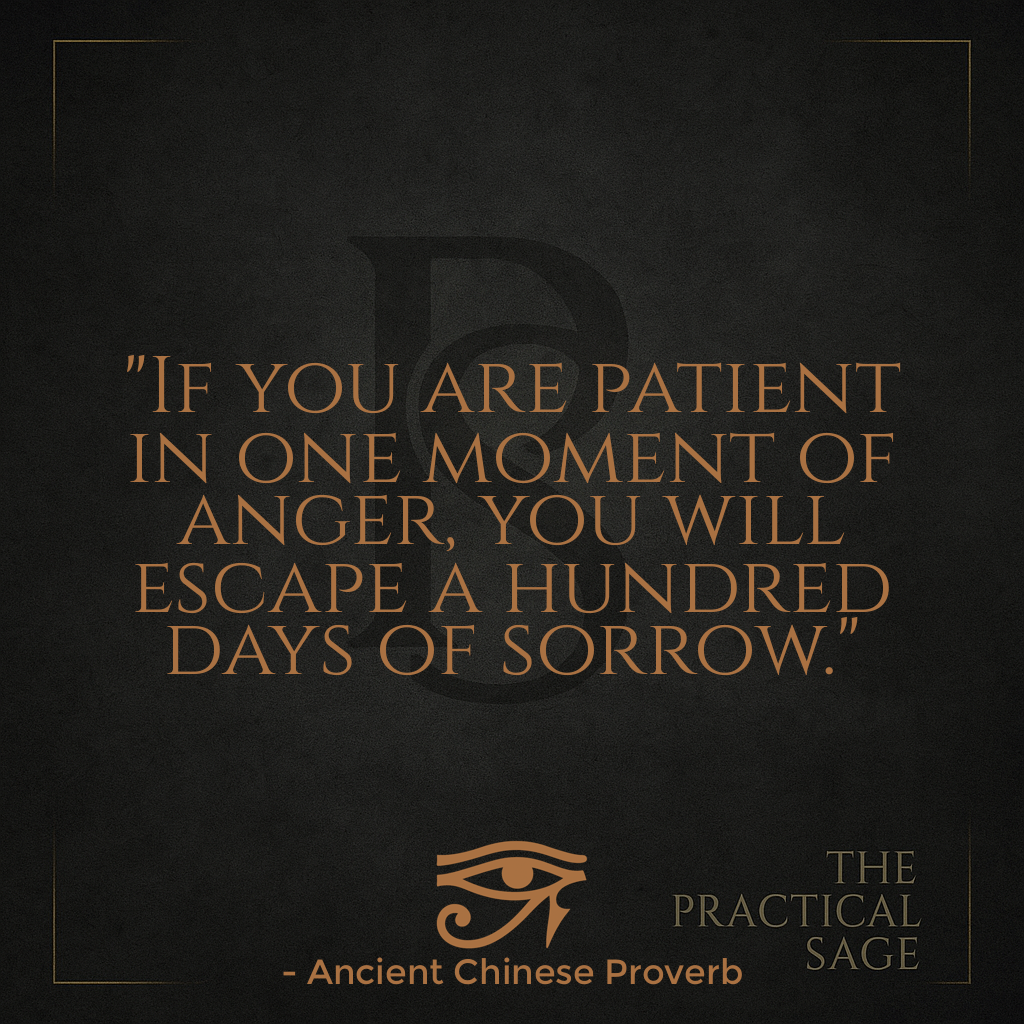 "If you are patient
in one moment of
anger, you will
escape a hundred
days of sorrow."
- Ancient Chinese Proverb
THE
PRACTICAL
SAGE